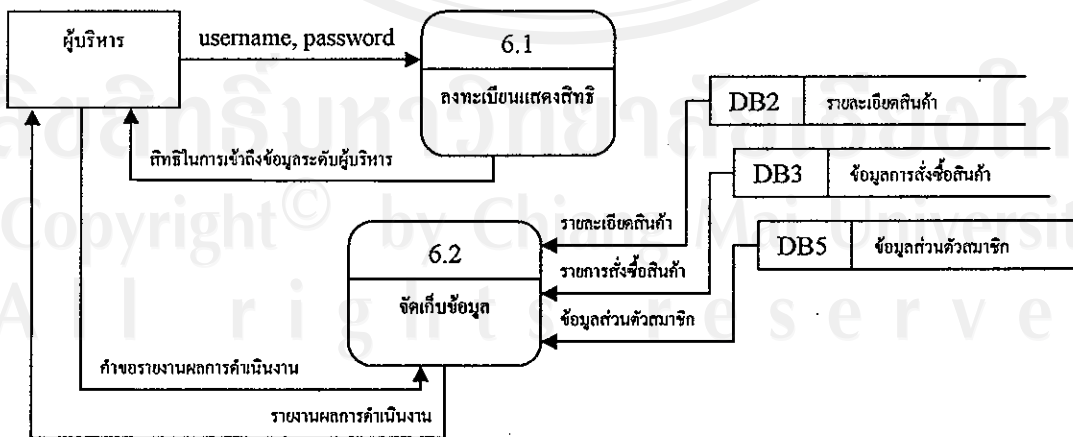 ผู้บริหาร
username, password
6.1
ลงทะเบียนแสดงสิทธิ
DB2
รายละเอียดสินค้า
สิทธิในการเข้าถึงข้อมูลระดับผู้บริหาร
DB3
ข้อมูลการสั่งซื้อสินค้า
Copyright © by Chiang Mai University
รายละเอียดสินค้า
DB5
ข้อมูลส่วนตัวสมาชิก
6.2
รายการสั่งซื้อสินค้า
จัดเก็บข้อมูล
ข้อมูลส่วนตัวสมาชิก
All rights reserve
คำขอรายงานผลการดำเนินงาน
รายงานผลการดำเนินงาน